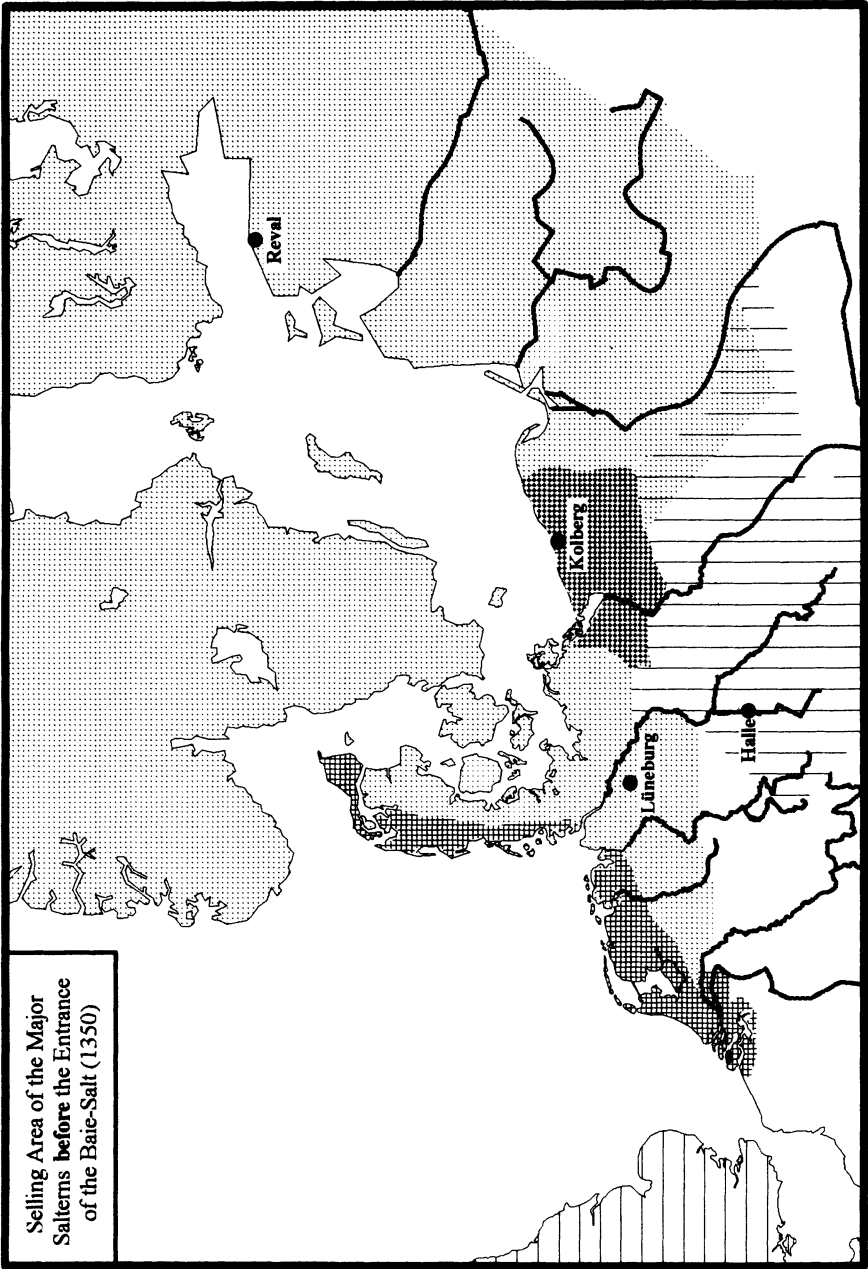 Selling Area of the Major
Salterns before the Entrance
of the Baie-Salt (1350)
Reval
Kolberg
Lüneburg
Halle